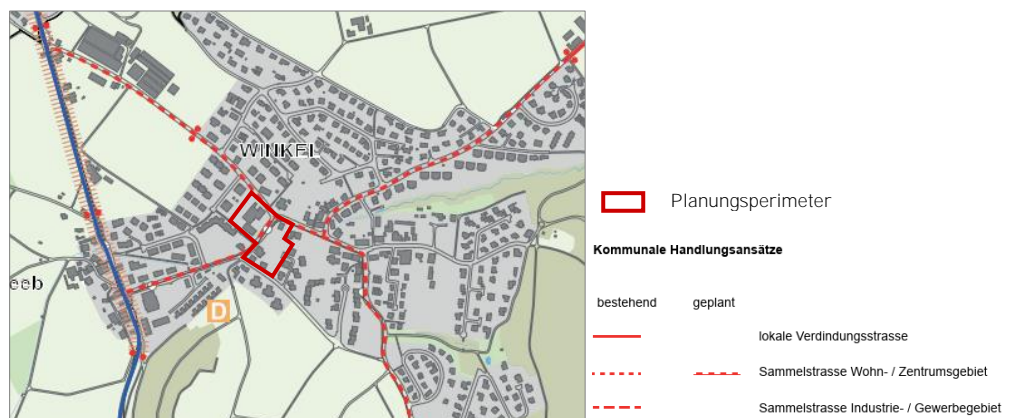 WINKEL
eeb
D
Planungsperimeter
Kommunale Handlungsansätze
bestehend geplant
lokale Verdindungsstrasse
Sammelstrasse Wohn- / Zentrumsgebiet
Sammelstrasse Industrie- / Gewerbegebiet